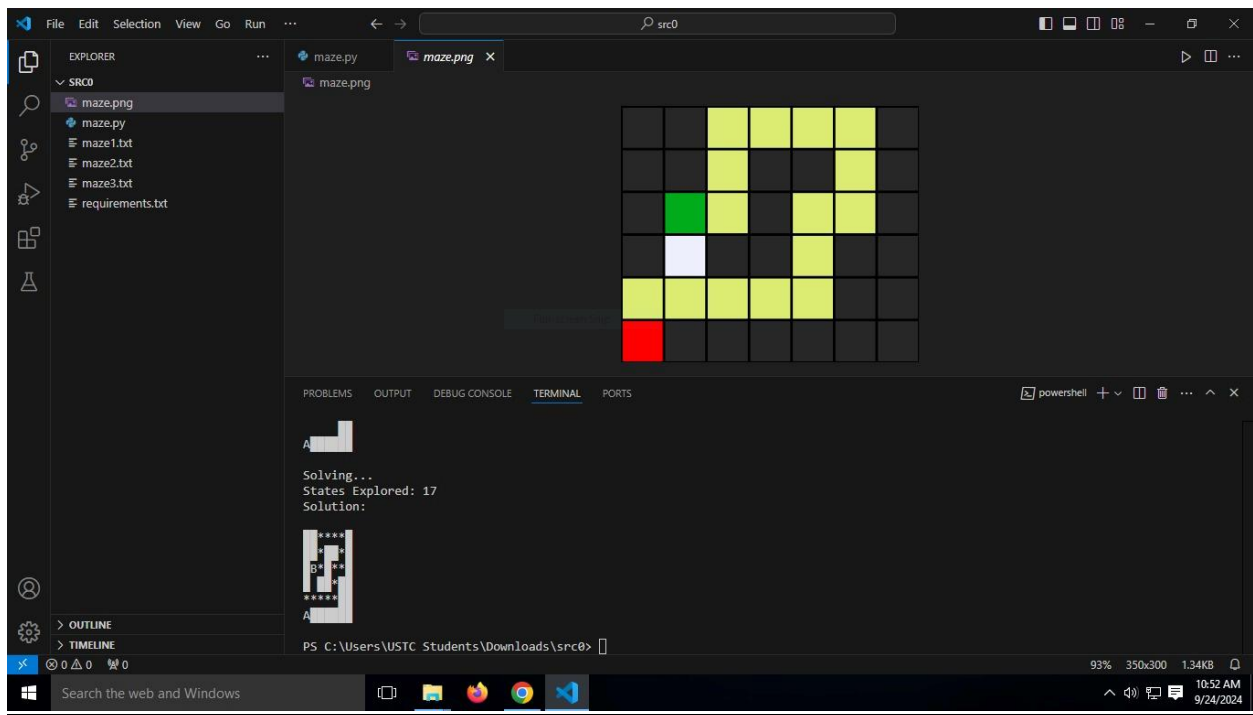 File Edit Selection View Go Run ··· ← → src0
EXPLORER ···
SRC0
maze.png
maze.py
maze1.txt
maze2.txt
maze3.txt
requirements.txt
OUTLINE
TIMELINE
maze.py maze.png ×
maze.png
PROBLEMS OUTPUT DEBUG CONSOLE TERMINAL PORTS powershell
██
A██████
Solving...
States Explored: 17
Solution:
██****█
██*██*█
█B*█**█
█ ██*██
*****██
A██████
PS C:\Users\USTC Students\Downloads\src0>
0 0 0 93% 350x300 1.34KB
Search the web and Windows 10:52 AM
9/24/2024